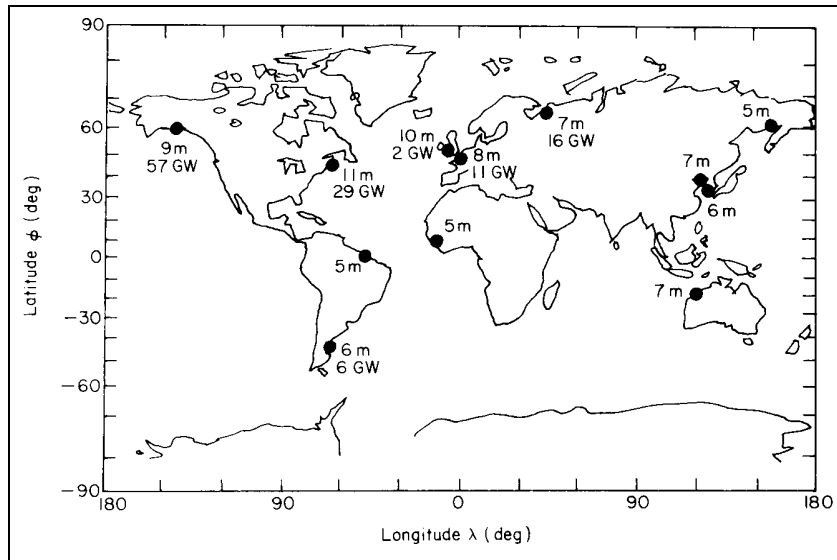 90
60
30
0
−30
−60
−90
Latitude ϕ (deg)
9 m
57 GW
11 m
29 GW
10 m
2 GW
8 m
11 GW
7 m
16 GW
5 m
7 m
6 m
5 m
5 m
7 m
6 m
6 GW
180
90
0
90
180
Longitude λ (deg)